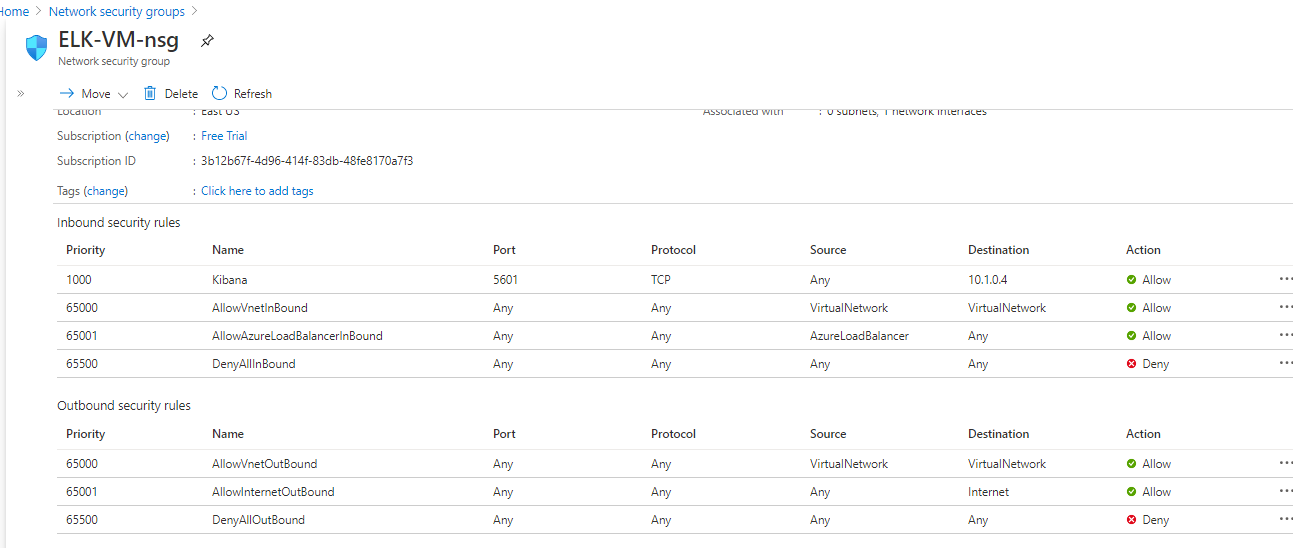 Home > Network security groups >
ELK-VM-nsg
Network security group
» Move Delete Refresh
Location : East US Associated with : 0 subnets, 1 network interfaces
Subscription (change) : Free Trial
Subscription ID : 3b12b67f-4d96-414f-83db-48fe8170a7f3
Tags (change) : Click here to add tags
Inbound security rules
Priority Name Port Protocol Source Destination Action
1000 Kibana 5601 TCP Any 10.1.0.4 Allow ...
65000 AllowVnetInBound Any Any VirtualNetwork VirtualNetwork Allow ...
65001 AllowAzureLoadBalancerInBound Any Any AzureLoadBalancer Any Allow ...
65500 DenyAllInBound Any Any Any Any Deny ...
Outbound security rules
Priority Name Port Protocol Source Destination Action
65000 AllowVnetOutBound Any Any VirtualNetwork VirtualNetwork Allow ...
65001 AllowInternetOutBound Any Any Any Internet Allow ...
65500 DenyAllOutBound Any Any Any Any Deny ...